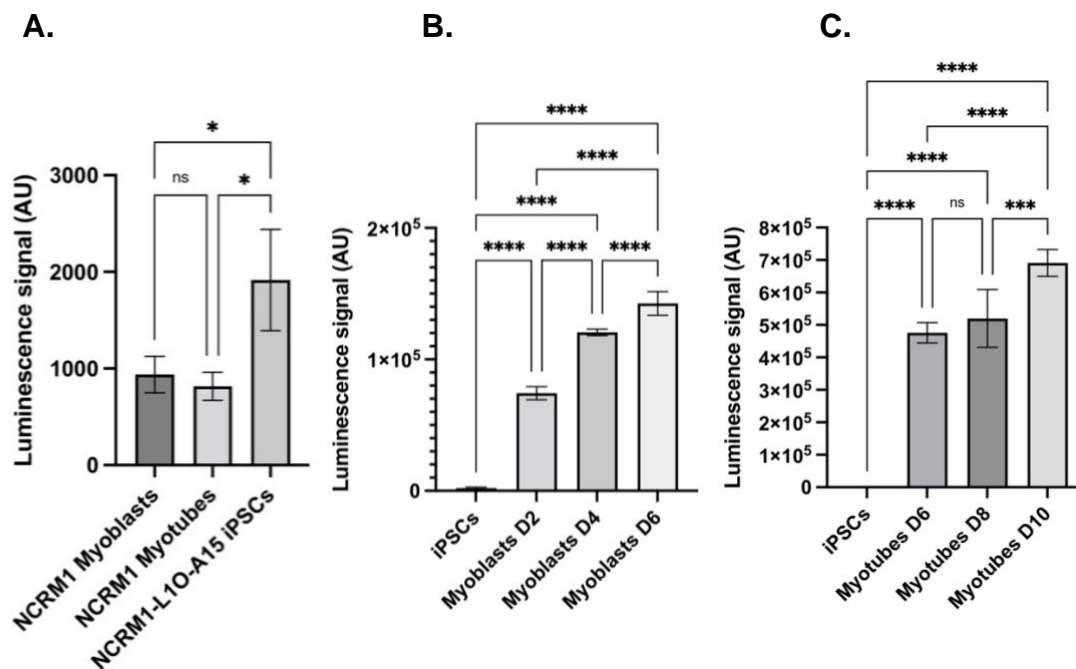 A.
B.
C.
*
ns
*
3000
2000
1000
0
Luminescence signal (AU)
NCRM1 Myoblasts
NCRM1 Myotubes
NCRM1-L1O-A15 iPSCs
****
****
****
****
****
****
2×10⁵
1×10⁵
0
Luminescence signal (AU)
iPSCs
Myoblasts D2
Myoblasts D4
Myoblasts D6
****
****
****
****
ns
***
8×10⁵
7×10⁵
6×10⁵
5×10⁵
4×10⁵
3×10⁵
2×10⁵
1×10⁵
0
Luminescence signal (AU)
iPSCs
Myotubes D6
Myotubes D8
Myotubes D10